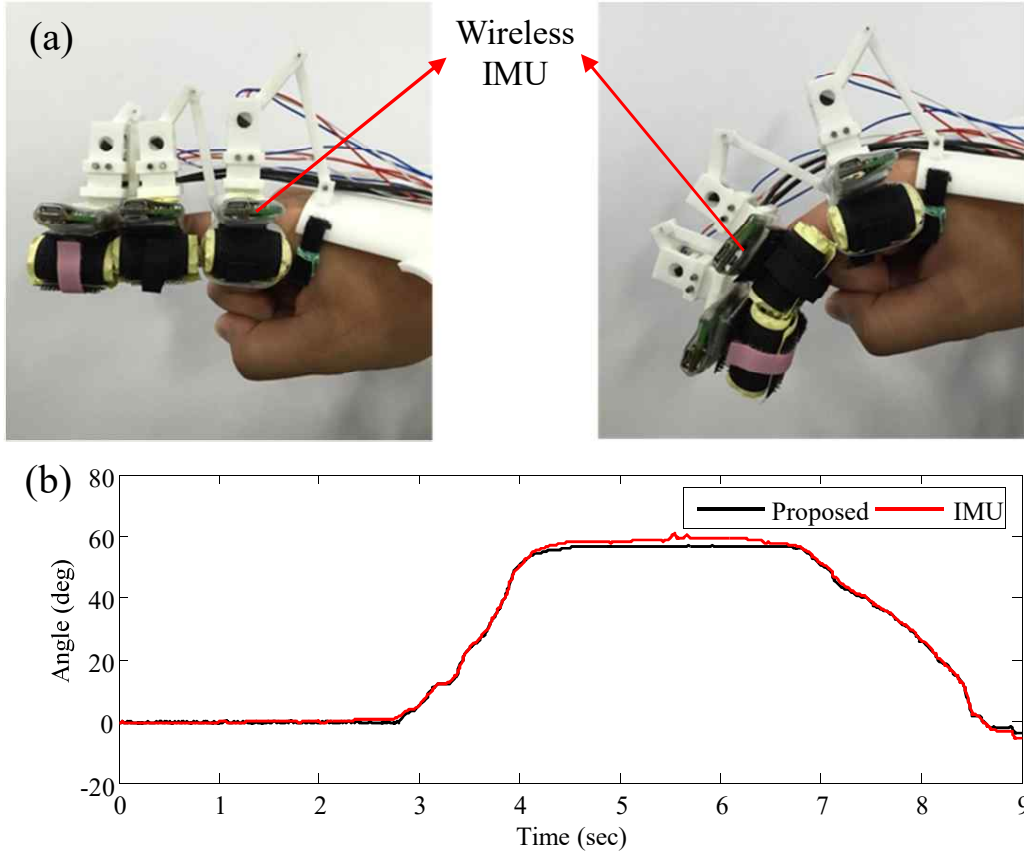 (a)
Wireless
IMU
(b)
80
60
40
20
0
-20
Angle (deg)
Proposed
IMU
0 1 2 3 4 5 6 7 8 9
Time (sec)